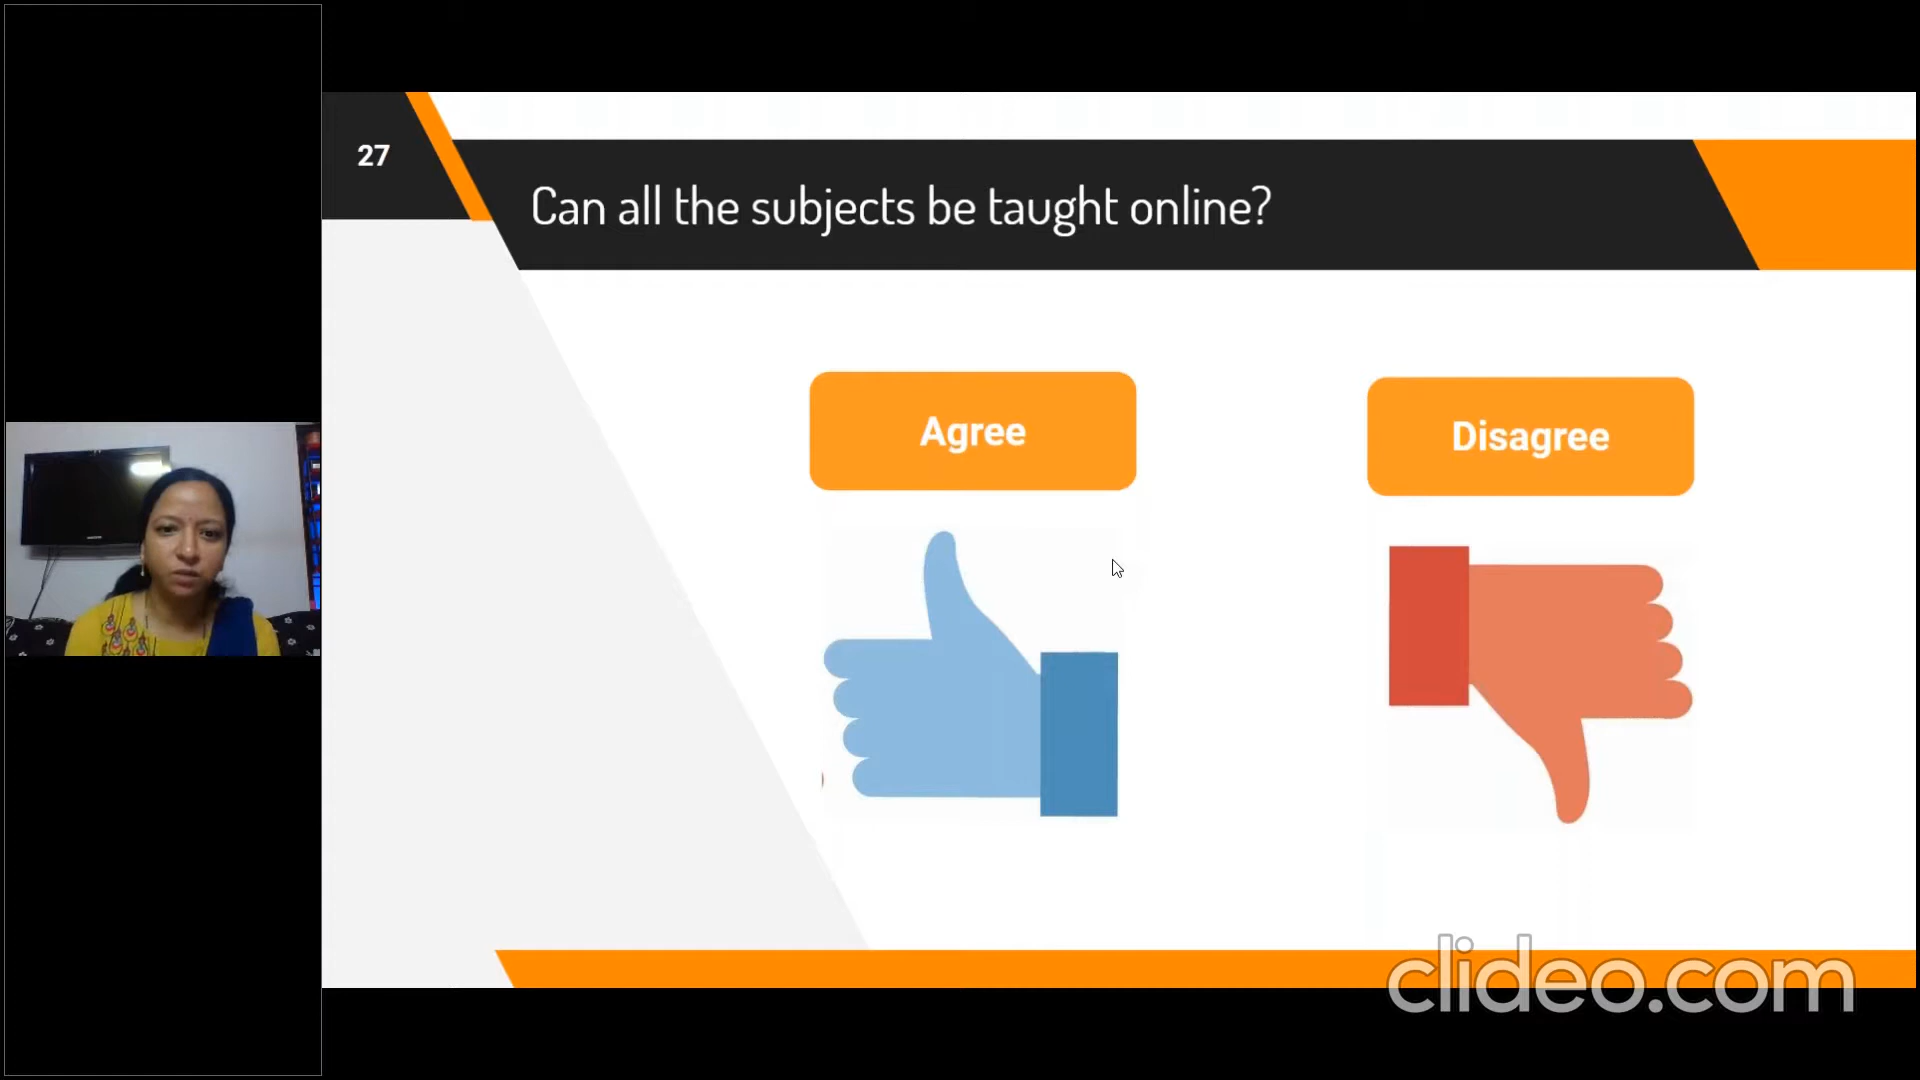 27
Can all the subjects be taught online?
Agree
Disagree
clideo.com